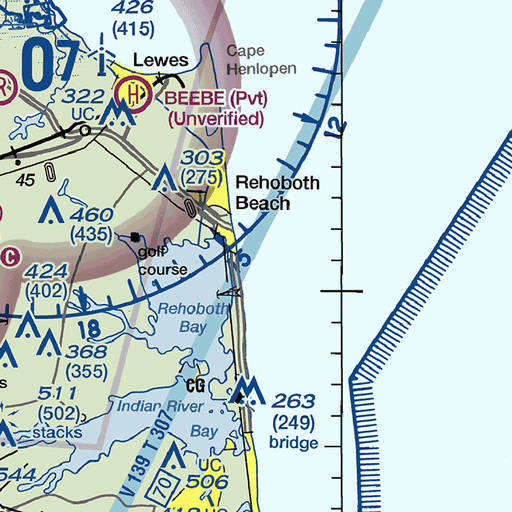 426
(415)
07
Lewes
Cape
Henlopen
R
H
322
UC
BEEBE (Pvt)
(Unverified)
12
303
(275)
45
Rehoboth
Beach
460
(435)
golf
course
C
3
424
(402)
18
Rehoboth
Bay
368
(355)
s
CG
511
(502)
stacks
Indian River
Bay
263
(249)
bridge
V 139 T 307
544
70
UC
506